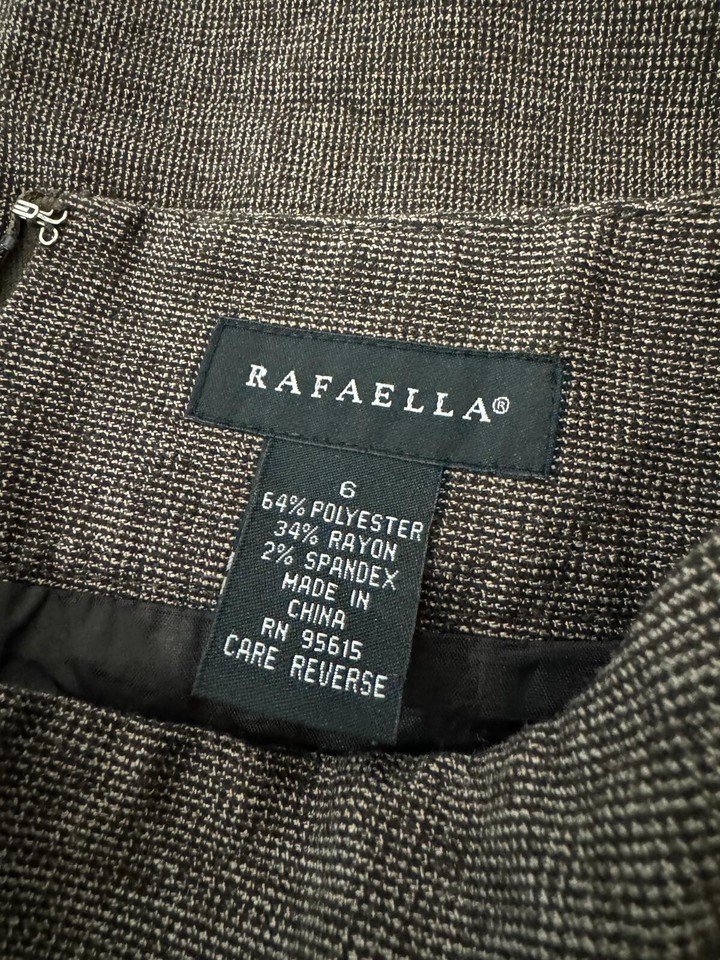 RAFAELLA®
6
64% POLYESTER
34% RAYON
2% SPANDEX
MADE IN
CHINA
RN 95615
CARE REVERSE